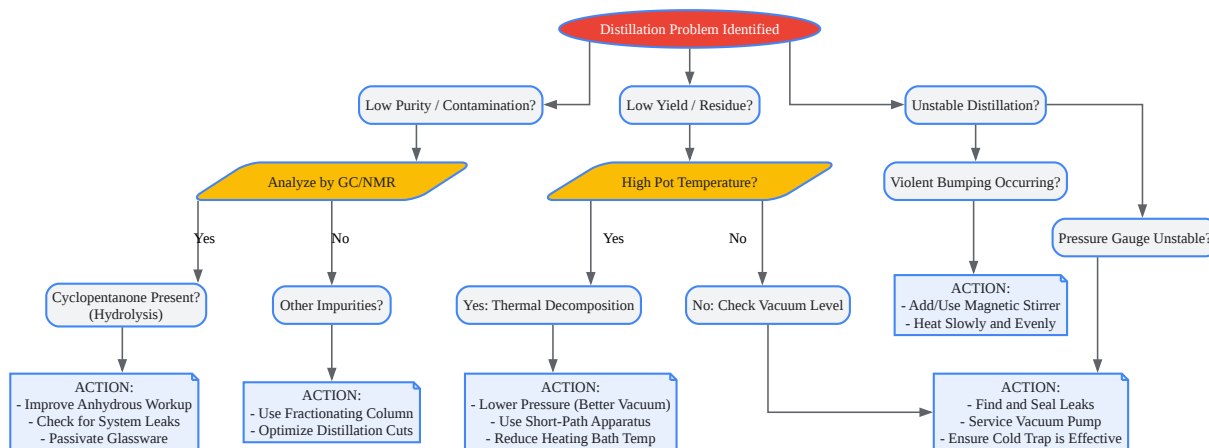 Distillation Problem Identified
Low Purity / Contamination?
Low Yield / Residue?
Unstable Distillation?
Analyze by GC/NMR
High Pot Temperature?
Violent Bumping Occurring?
Yes
No
Yes
No
Pressure Gauge Unstable?
Cyclopentanone Present?
(Hydrolysis)
Other Impurities?
Yes: Thermal Decomposition
No: Check Vacuum Level
ACTION:
- Add/Use Magnetic Stirrer
- Heat Slowly and Evenly
ACTION:
- Improve Anhydrous Workup
- Check for System Leaks
- Passivate Glassware
ACTION:
- Use Fractionating Column
- Optimize Distillation Cuts
ACTION:
- Lower Pressure (Better Vacuum)
- Use Short-Path Apparatus
- Reduce Heating Bath Temp
ACTION:
- Find and Seal Leaks
- Service Vacuum Pump
- Ensure Cold Trap is Effective